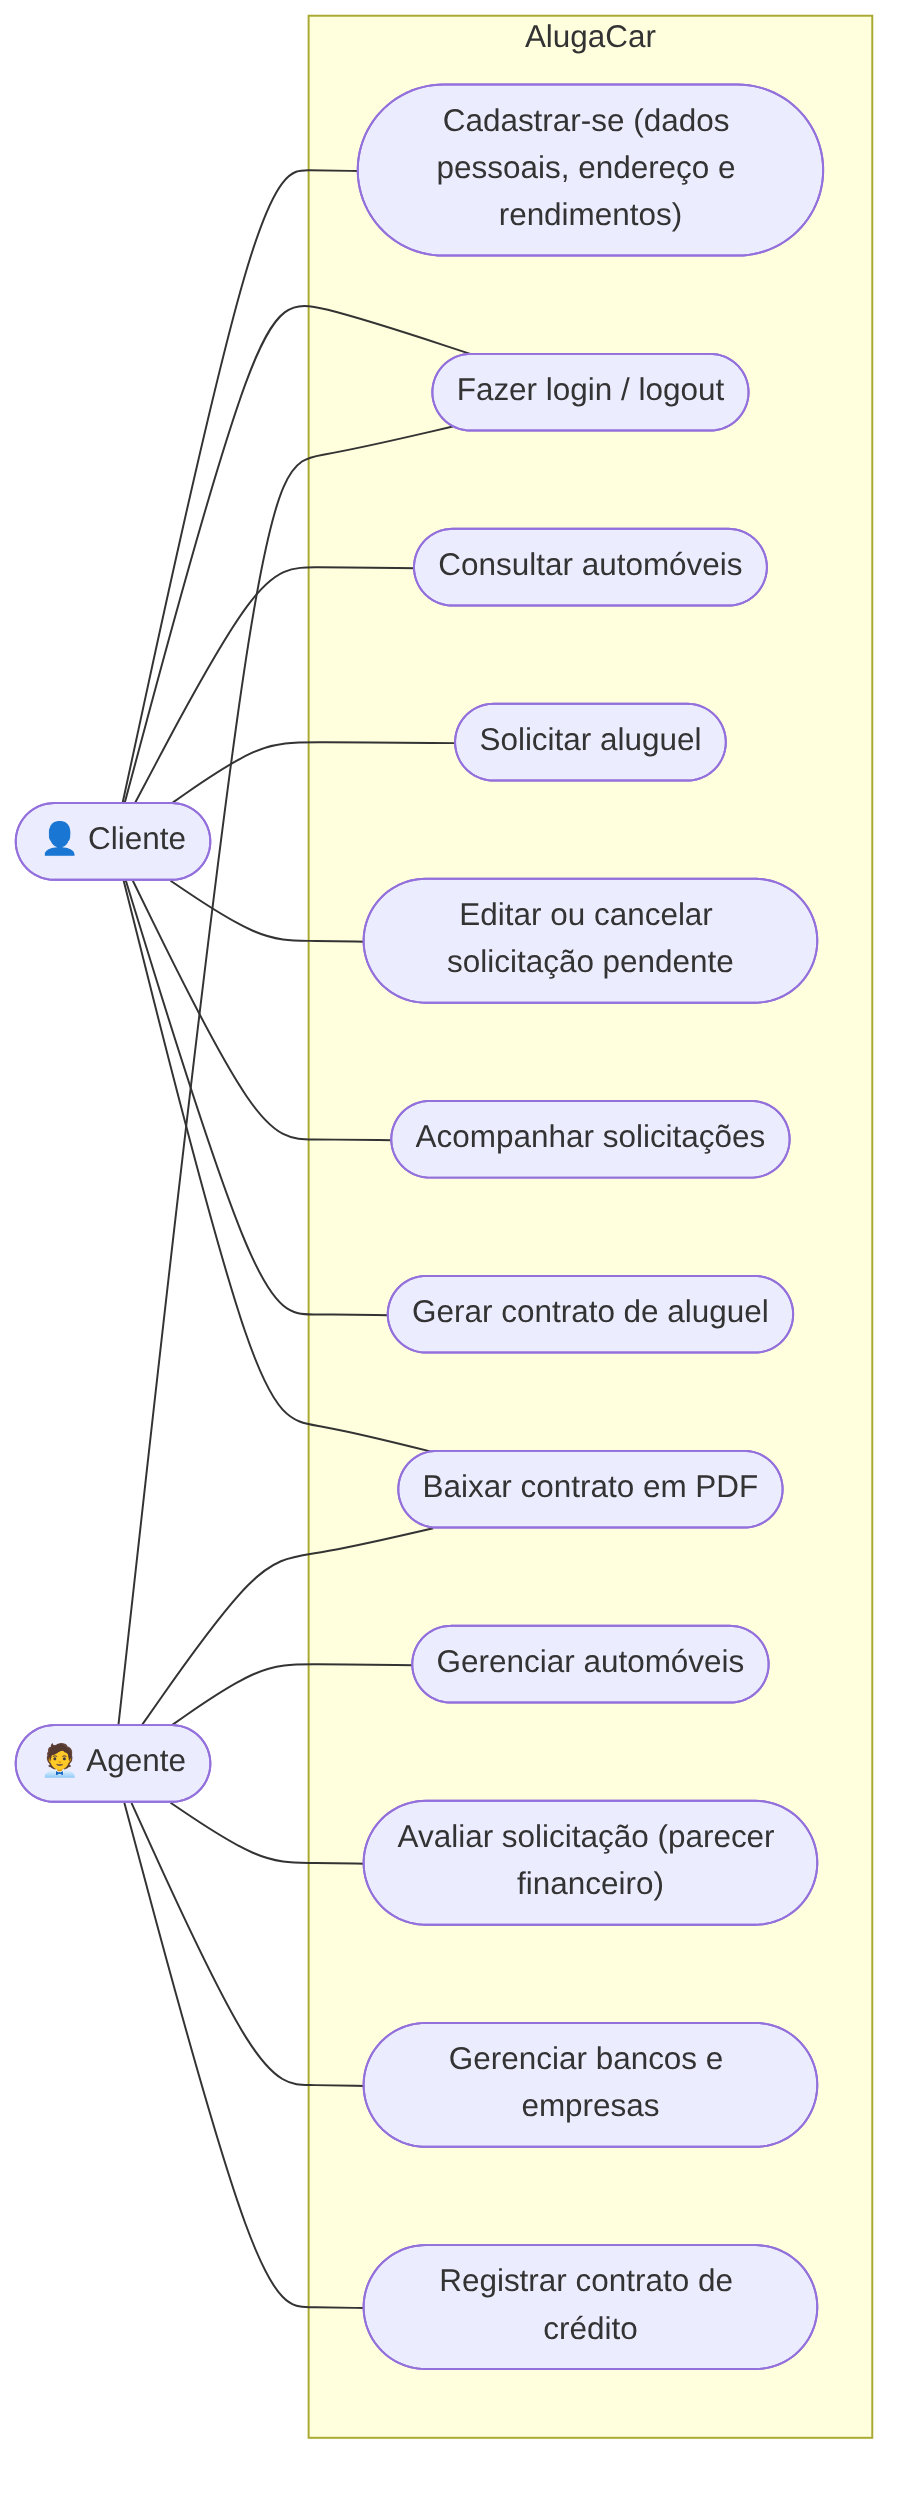 AlugaCar
Cadastrar-se (dados
pessoais, endereço e
rendimentos)
Fazer login / logout
Consultar automóveis
Solicitar aluguel
👤 Cliente
Editar ou cancelar
solicitação pendente
Acompanhar solicitações
Gerar contrato de aluguel
Baixar contrato em PDF
Gerenciar automóveis
🧑‍💼 Agente
Avaliar solicitação (parecer
financeiro)
Gerenciar bancos e
empresas
Registrar contrato de
crédito